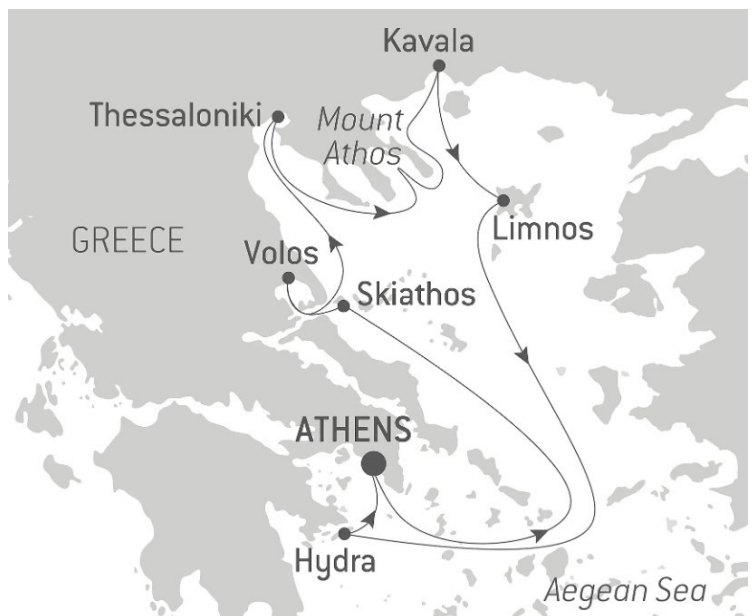 Kavala
Thessaloniki
Mount
Athos
Limnos
GREECE
Volos
Skiathos
ATHENS
Hydra
Aegean Sea